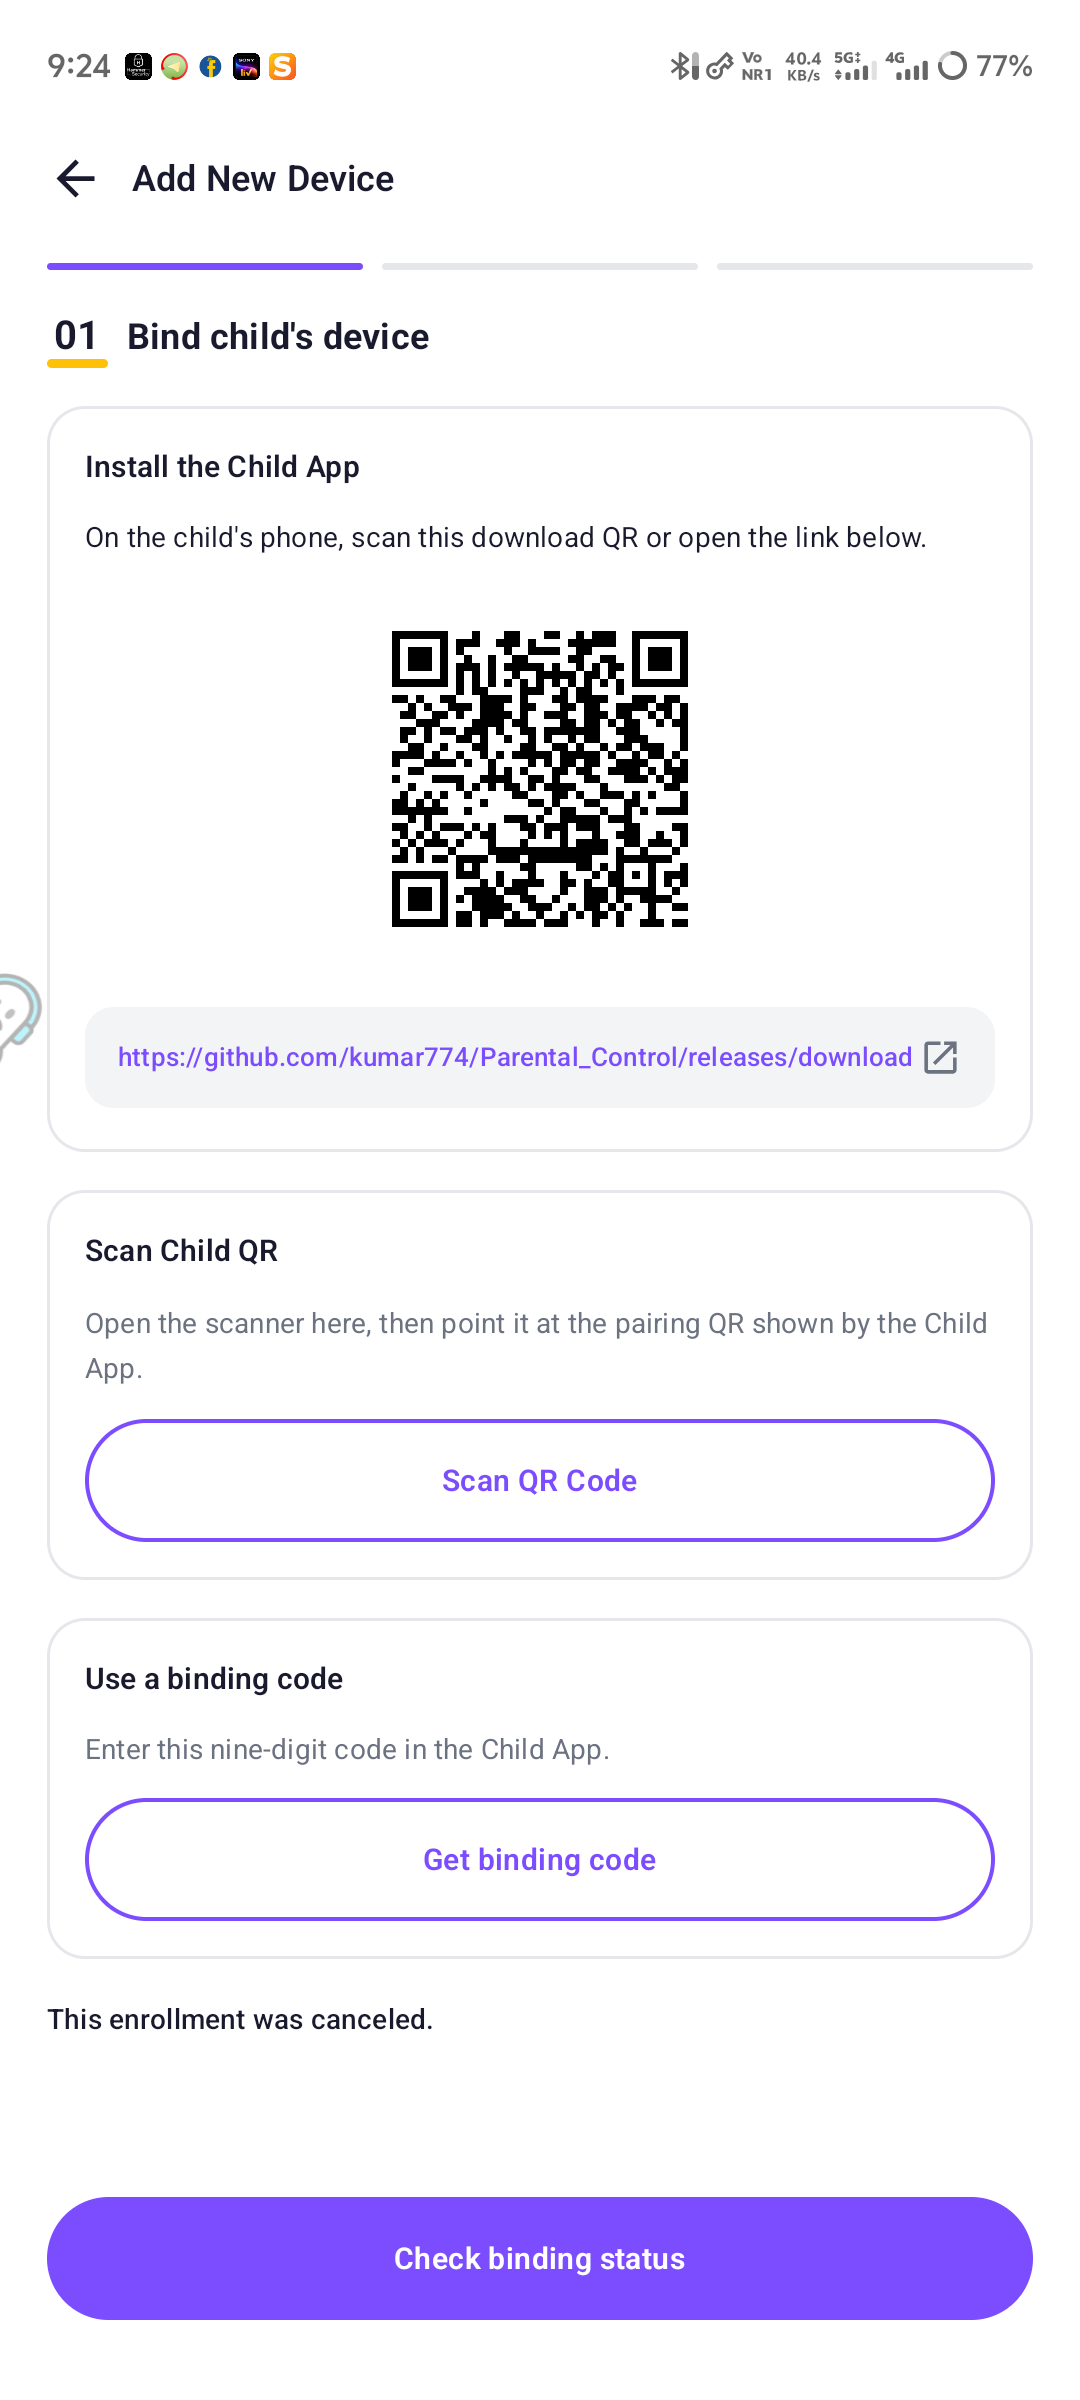 9:24
Vo
NR1
40.4
KB/s
5G
4G
77%
Add New Device
01 Bind child's device
Install the Child App
On the child's phone, scan this download QR or open the link below.
https://github.com/kumar774/Parental_Control/releases/download
Scan Child QR
Open the scanner here, then point it at the pairing QR shown by the Child
App.
Scan QR Code
Use a binding code
Enter this nine-digit code in the Child App.
Get binding code
This enrollment was canceled.
Check binding status